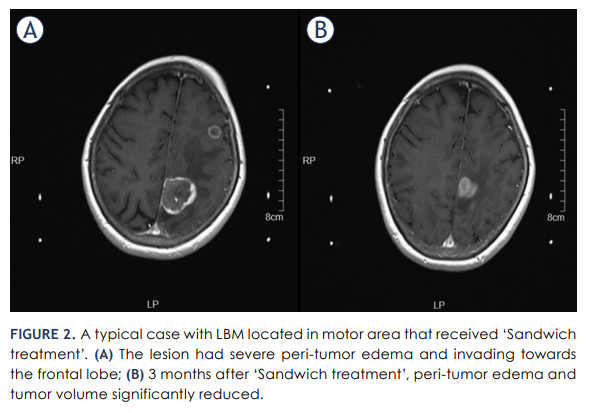 A
B
RP
8cm
LP
RP
8cm
LP
FIGURE 2. A typical case with LBM located in motor area that received ‘Sandwich
treatment’. (A) The lesion had severe peri-tumor edema and invading towards
the frontal lobe; (B) 3 months after ‘Sandwich treatment’, peri-tumor edema and
tumor volume significantly reduced.